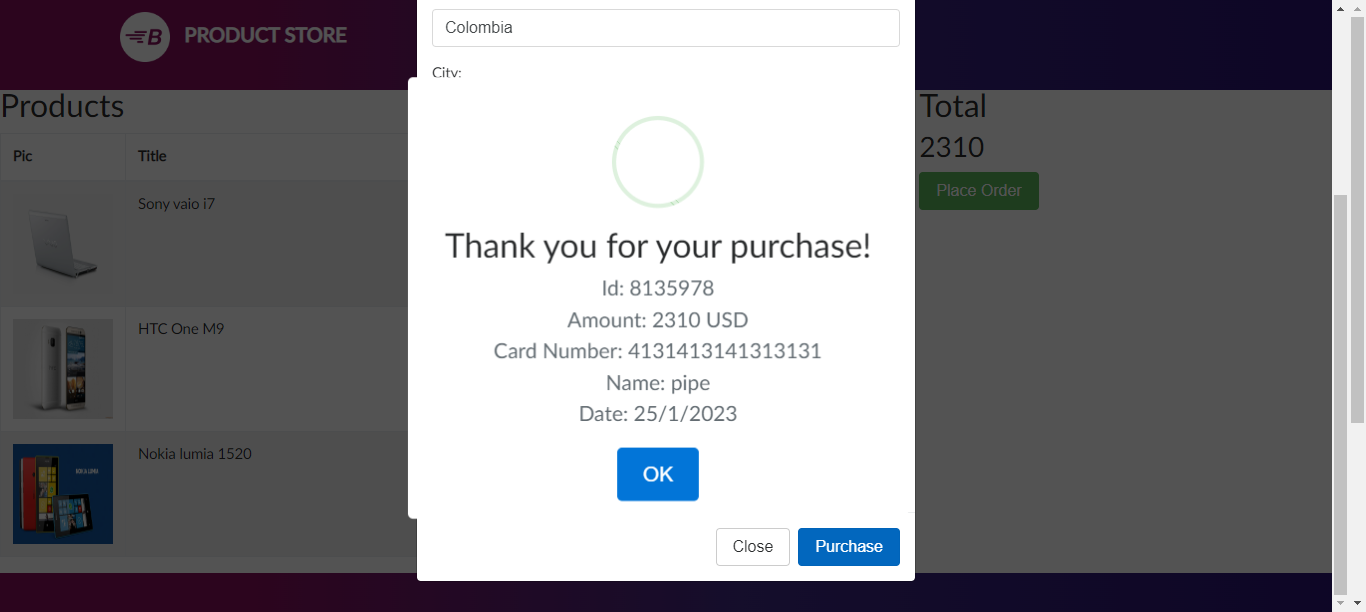 PRODUCT STORE
Colombia
City:
Products
Pic Title
Sony vaio i7
HTC One M9
Nokia lumia 1520
NOKIA LUMIA
Total
2310
Place Order
Thank you for your purchase!
Id: 8135978
Amount: 2310 USD
Card Number: 4131413141313131
Name: pipe
Date: 25/1/2023
OK
Close Purchase